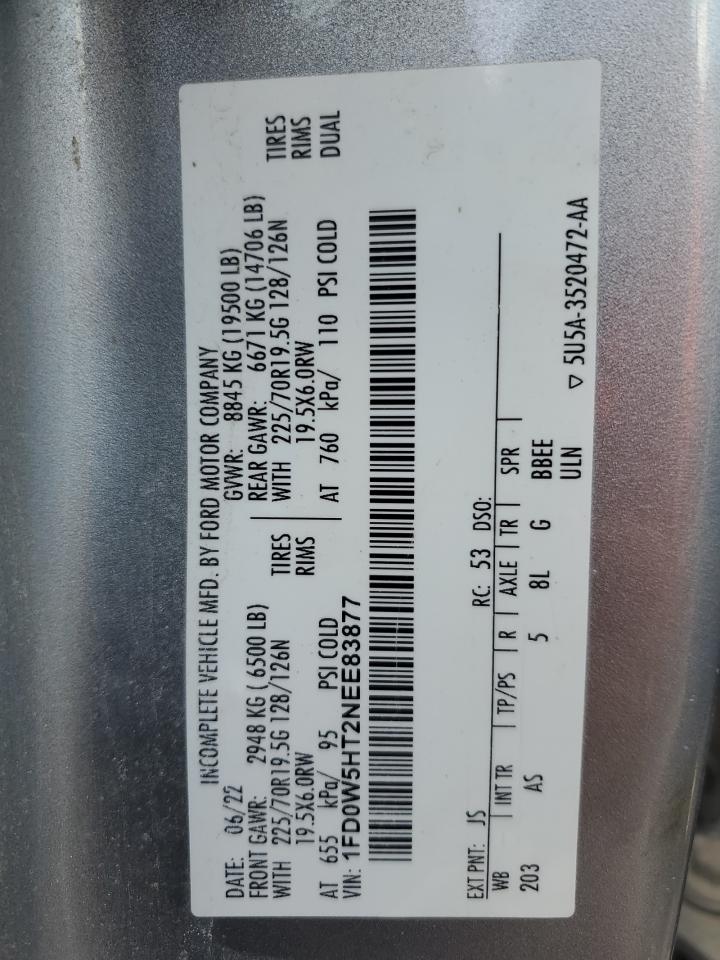 INCOMPLETE VEHICLE MFD. BY FORD MOTOR COMPANY
DATE: 06/22 GVWR: 8845 KG (19500 LB)
FRONT GAWR: 2948 KG ( 6500 LB) REAR GAWR: 6671 KG (14706 LB)
WITH 225/70R19.5G 128/126N TIRES WITH 225/70R19.5G 128/126N TIRES
19.5X6.0RW RIMS 19.5X6.0RW RIMS
AT 655 kPa/ 95 PSI COLD AT 760 kPa/ 110 PSI COLD DUAL
VIN: 1FD0W5HT2NEE83877
EXT PNT: JS RC: 53 DSO:
WB INT TR TP/PS R AXLE TR SPR
203 AS 5 8L G BBEE
ULN
▽ 5U5A-3520472-AA